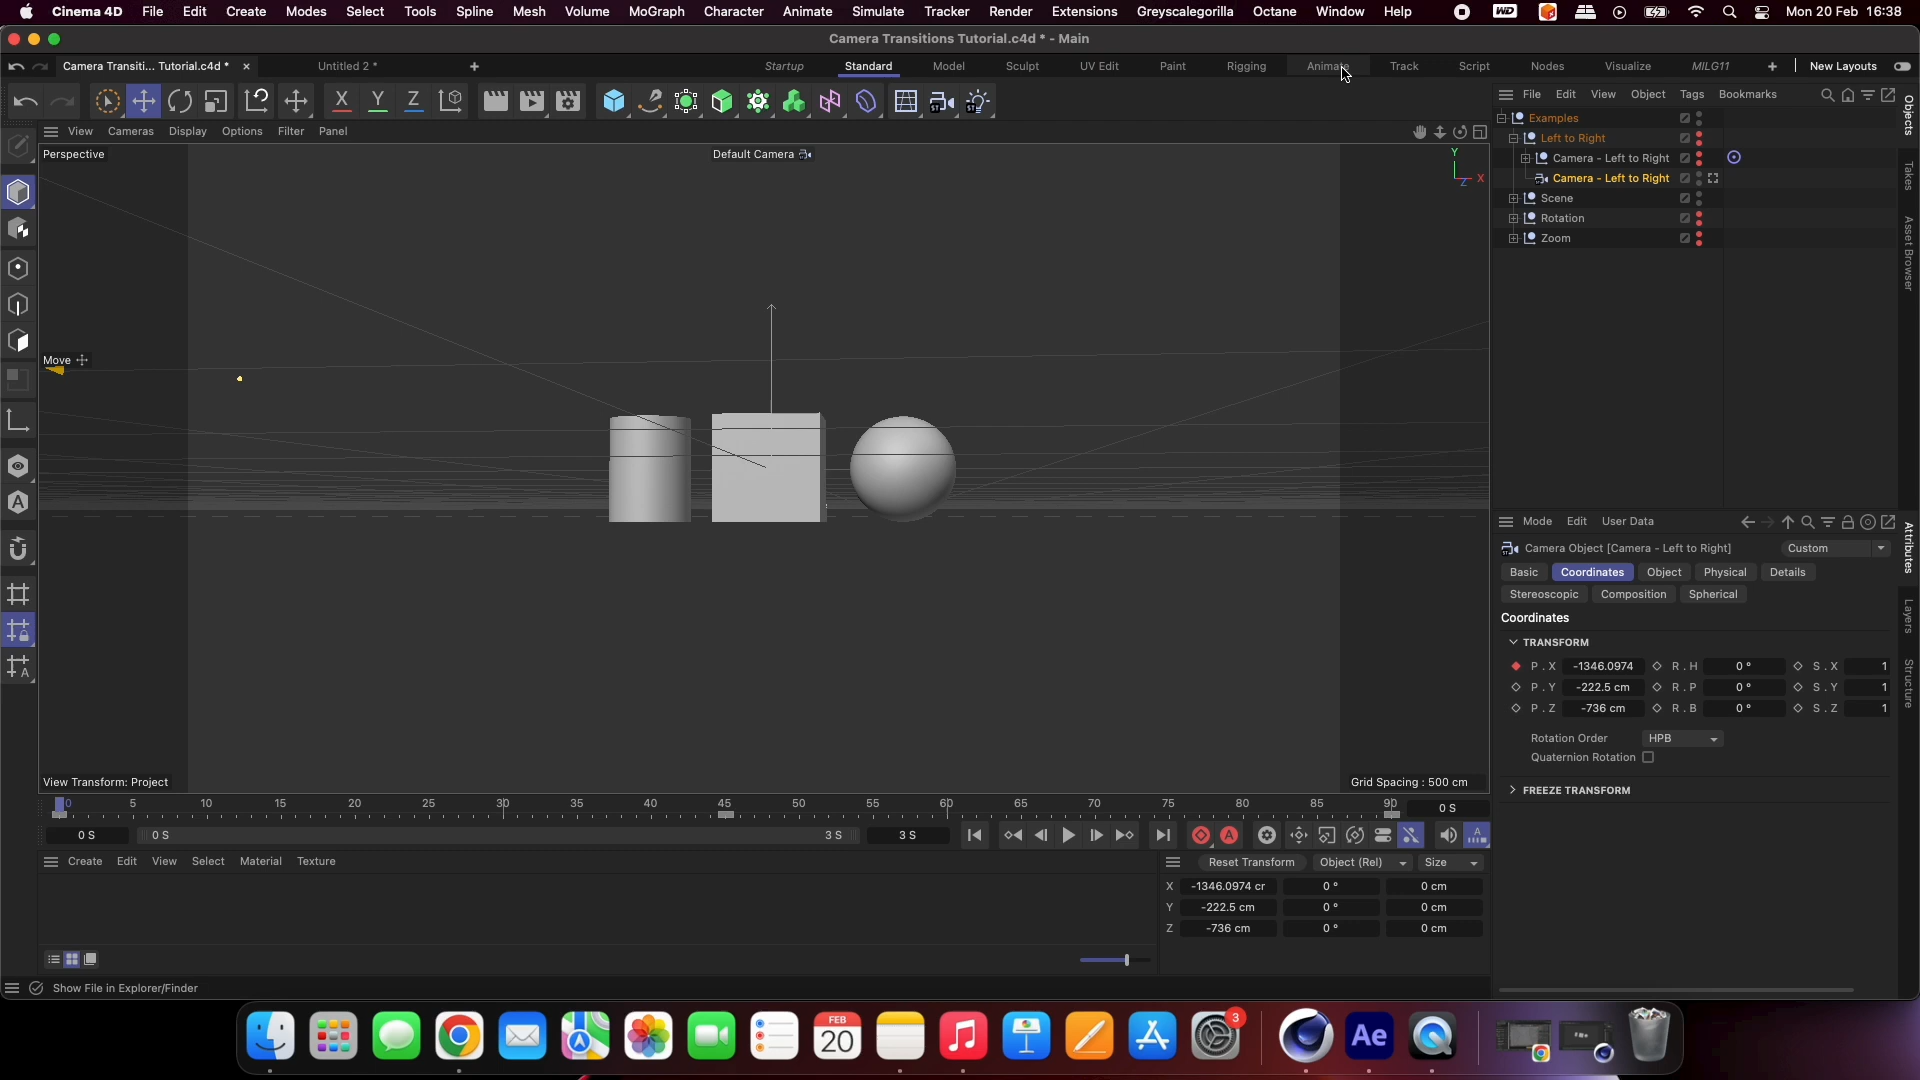 Cinema 4D File Edit Create Modes Select Tools Spline Mesh Volume MoGraph Character Animate Simulate Tracker Render Extensions Greyscalegorilla Octane Window Help Mon 20 Feb 16:38
Camera Transitions Tutorial.c4d * - Main
Camera Transiti... Tutorial.c4d * Untitled 2 * Startup Standard Model Sculpt UV Edit Paint Rigging Animate Track Script Nodes Visualize MILG11 New Layouts
X Y Z
File Edit View Object Tags Bookmarks
View Cameras Display Options Filter Panel
Perspective
Default Camera
Y
X
Z
Move
View Transform: Project
Grid Spacing : 500 cm
Examples
Left to Right
Camera - Left to Right
Camera - Left to Right
Scene
Rotation
Zoom
Objects
Takes
Asset Browser
Mode Edit User Data
Camera Object [Camera - Left to Right] Custom
Basic Coordinates Object Physical Details
Stereoscopic Composition Spherical
Coordinates
TRANSFORM
P . X -1346.0974 R . H 0 ° S . X 1
P . Y -222.5 cm R . P 0 ° S . Y 1
P . Z -736 cm R . B 0 ° S . Z 1
Rotation Order HPB
Quaternion Rotation
FREEZE TRANSFORM
Attributes
Layers
Structure
0 5 10 15 20 25 30 35 40 45 50 55 60 65 70 75 80 85 90 0 S
0 S 0 S 3 S 3 S
Create Edit View Select Material Texture
Reset Transform Object (Rel) Size
X -1346.0974 cr 0 ° 0 cm
Y -222.5 cm 0 ° 0 cm
Z -736 cm 0 ° 0 cm
Show File in Explorer/Finder
FEB
20
3
Ae